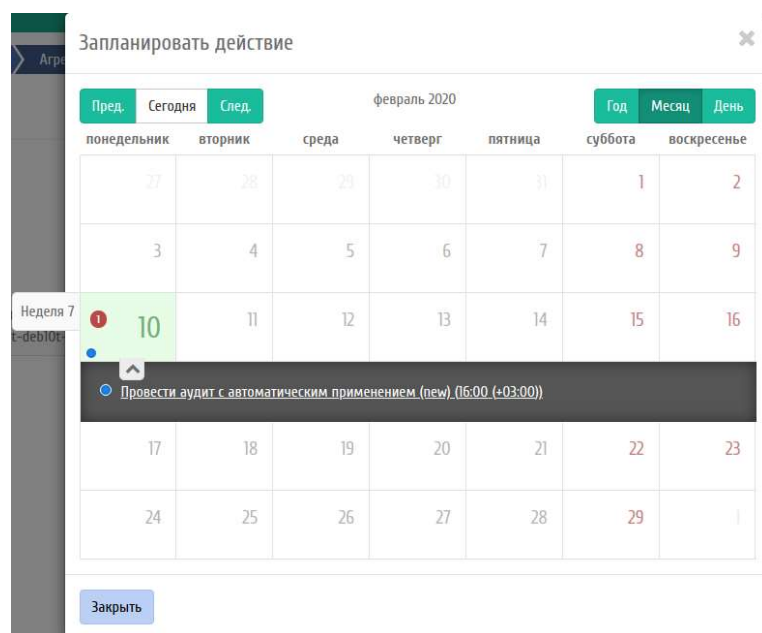 Запланировать действие
Пред. Сегодня След. февраль 2020 Год Месяц День
понедельник вторник среда четверг пятница суббота воскресенье
27 28 29 30 31 1 2
3 4 5 6 7 8 9
Неделя 7 1 10 11 12 13 14 15 16
t-deb10t-
Провести аудит с автоматическим применением (new) (16:00 (+03:00))
17 18 19 20 21 22 23
24 25 26 27 28 29 1
Закрыть